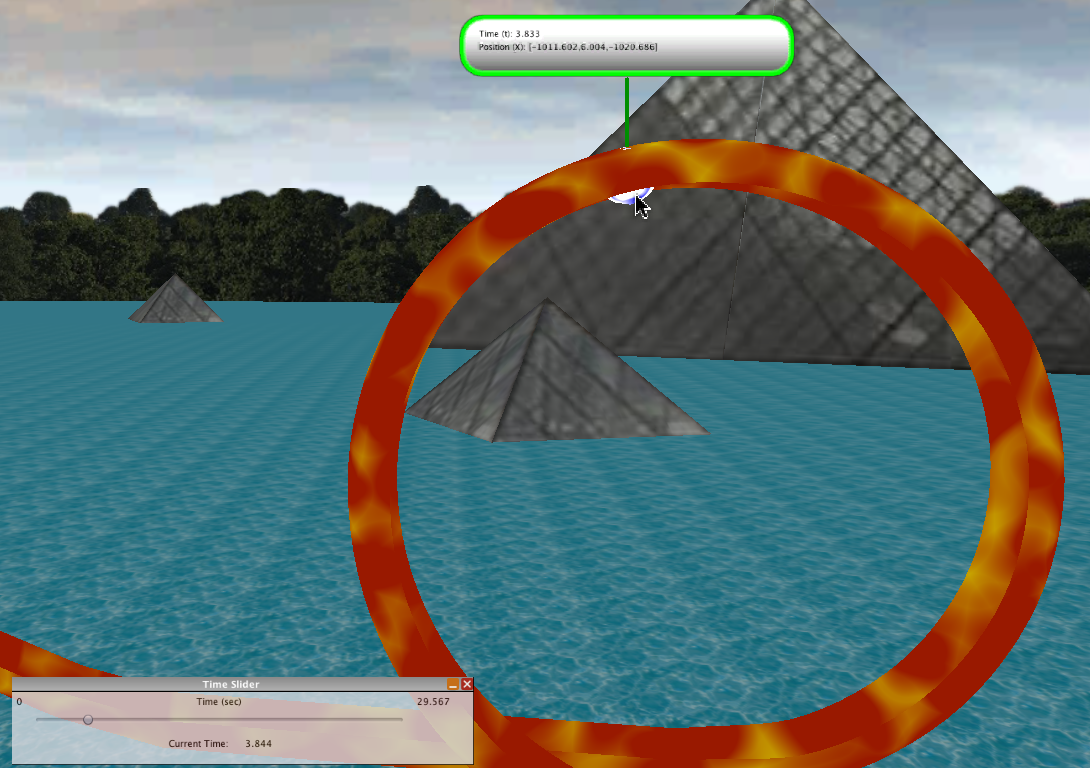 Time (t): 3.833
Position (X): [-1011.602,6.004,-1020.686]
Time Slider
0 Time (sec) 29.567
Current Time: 3.844